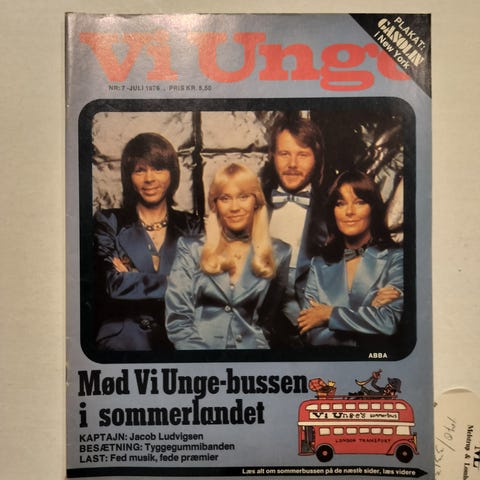 Vi Unge
PLAKAT:
GASOLIN
I New York
NR. 7 - JULI 1976 . PRIS KR. 5,50
ABBA
Mød Vi Unge-bussen
i sommerlandet
KAPTAJN: Jacob Ludvigsen
BESÆTNING: Tyggegummibanden
LAST: Fed musik, fede præmier
Vi Unge's sommerbus
LONDON TRANSPORT
Læs alt om sommerbussen på de næste sider, læs videre